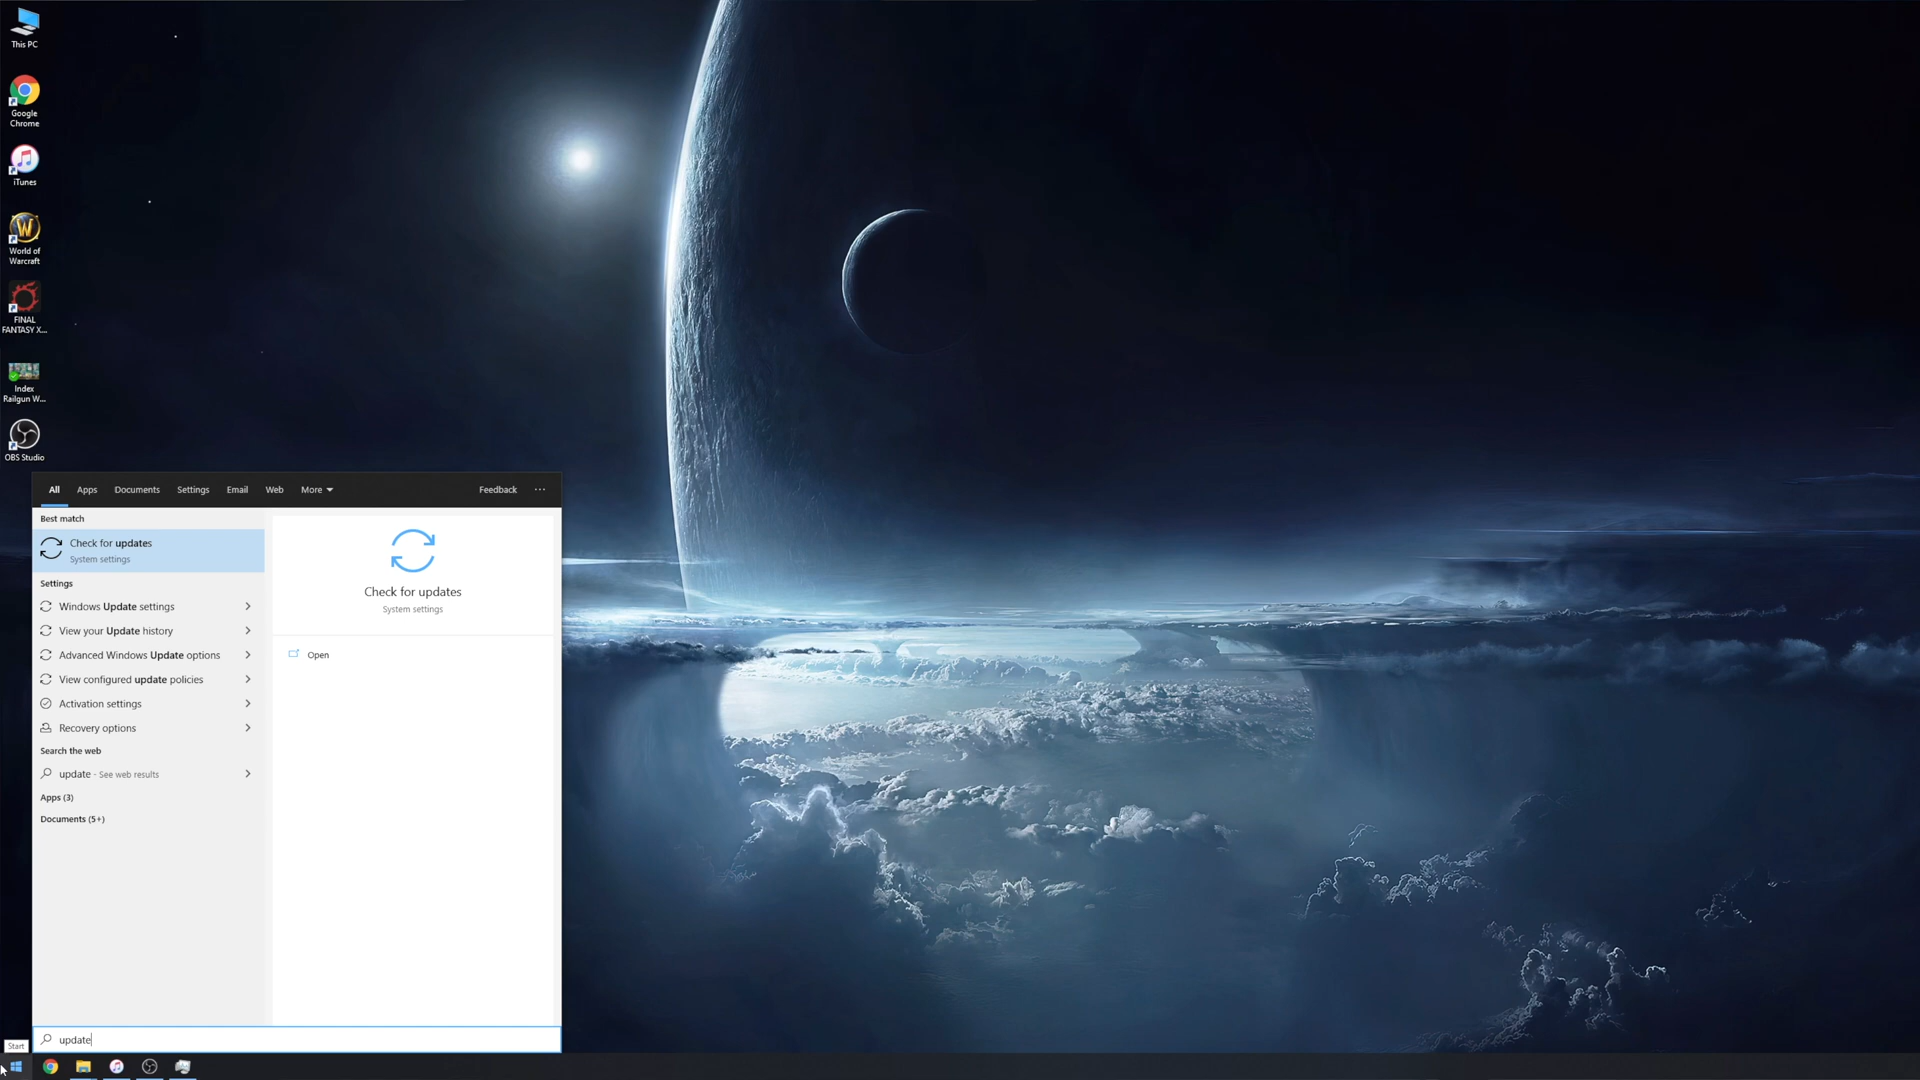 This PC
Google
Chrome
iTunes
World of
Warcraft
FINAL
FANTASY X...
Index
Railgun W...
OBS Studio
All Apps Documents Settings Email Web More Feedback ...
Best match
Check for updates
System settings
Settings
Windows Update settings
View your Update history
Advanced Windows Update options
View configured update policies
Activation settings
Recovery options
Search the web
update - See web results
Apps (3)
Documents (5+)
Check for updates
System settings
Open
update
Start